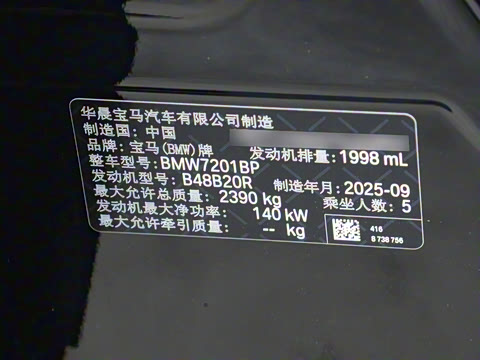 华晨宝马汽车有限公司制造
制造国：中国
品牌：宝马(BMW)牌 发动机排量：1998 mL
整车型号：BMW7201BP
发动机型号：B48B20R 制造年月：2025-09
最大允许总质量：2390 kg 乘坐人数：5
发动机最大净功率：140 kW
最大允许牵引质量：-- kg
416
8 738 756